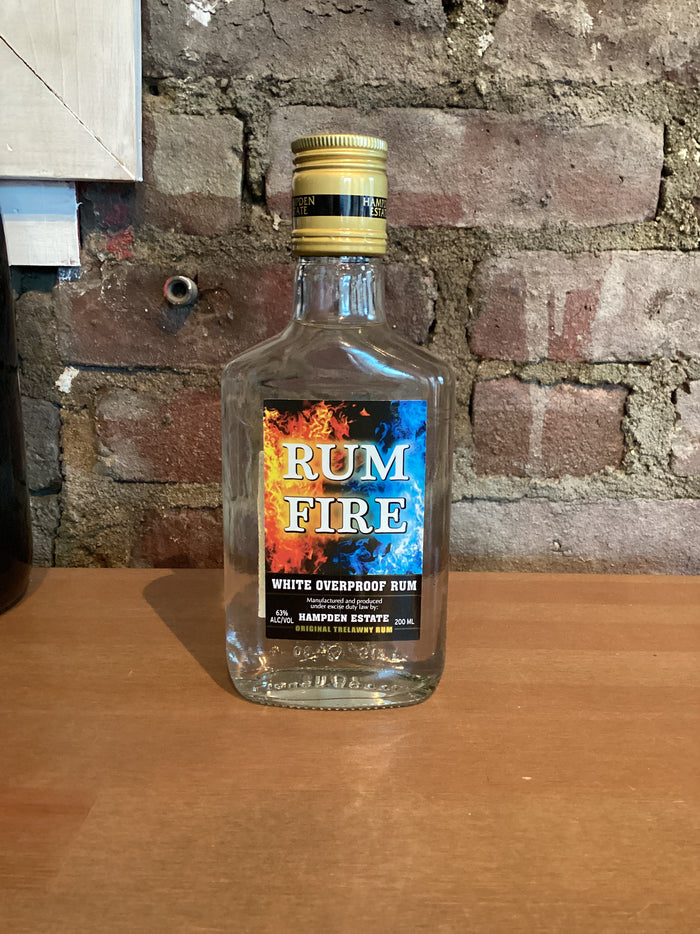 HAMPDEN
ESTATE
RUM
FIRE
WHITE OVERPROOF RUM
Manufactured and produced
under excise duty law by:
63%
ALC/VOL
HAMPDEN ESTATE
200 ML
ORIGINAL TRELAWNY RUM